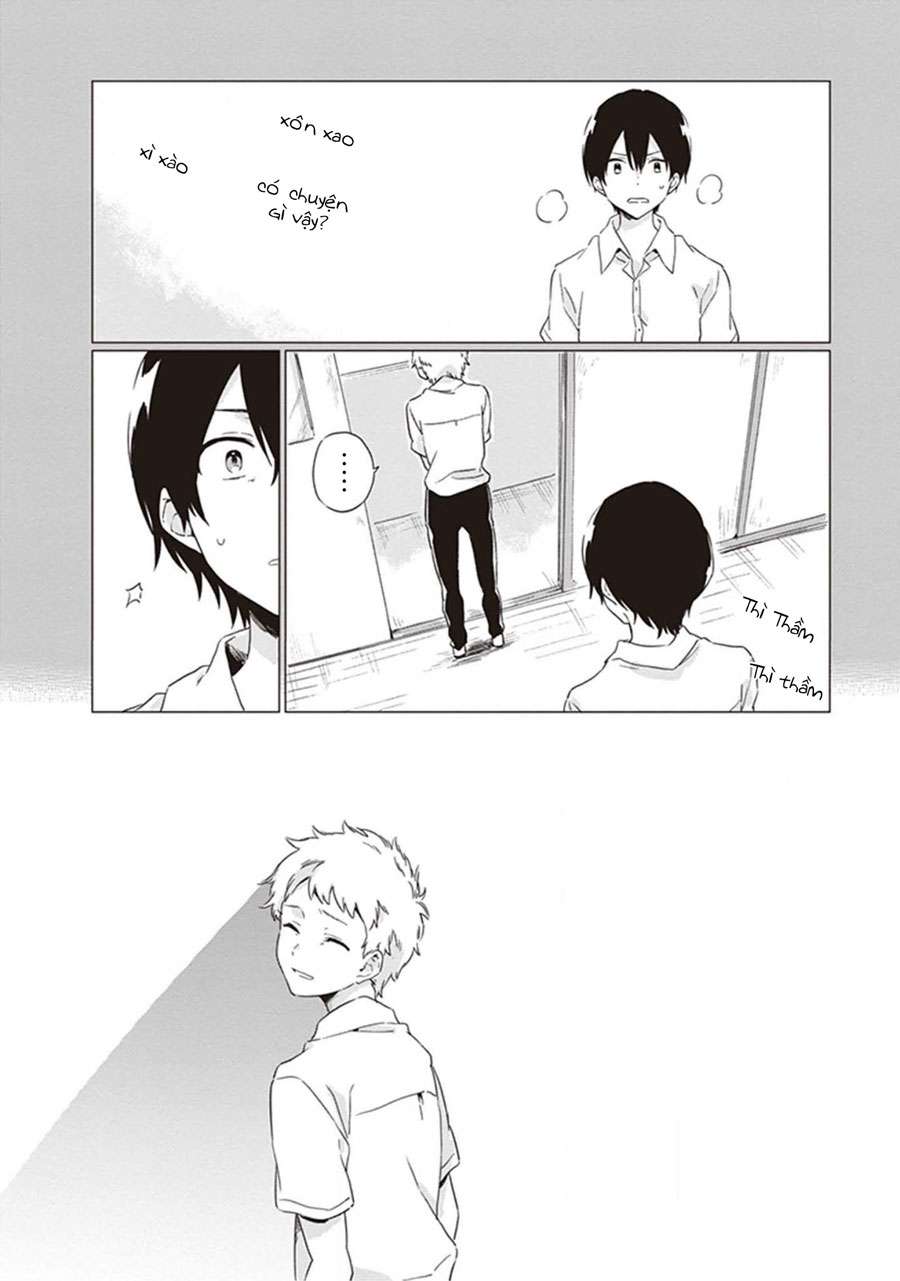 xôn xao
xì xào
có chuyện
gì vậy?
......
Thì Thầm
Thì thầm